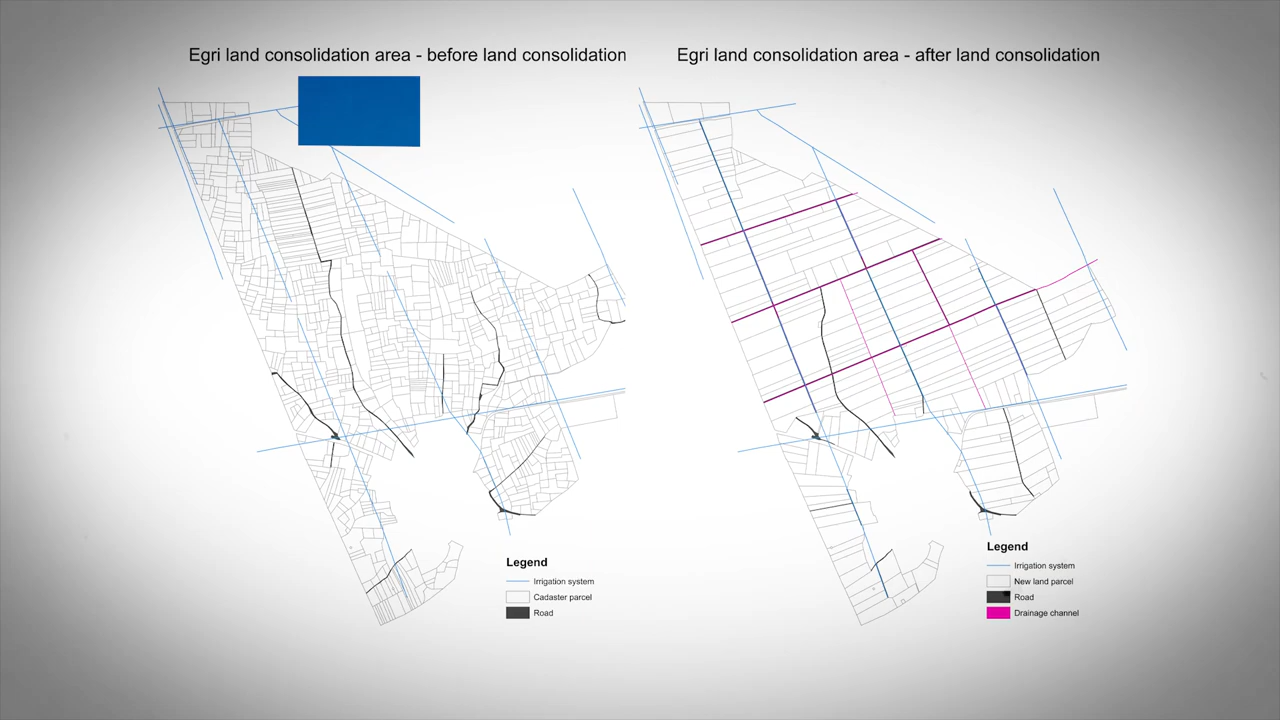 Egri land consolidation area - before land consolidation
Legend
Irrigation system
Cadaster parcel
Road
Egri land consolidation area - after land consolidation
Legend
Irrigation system
New land parcel
Road
Drainage channel